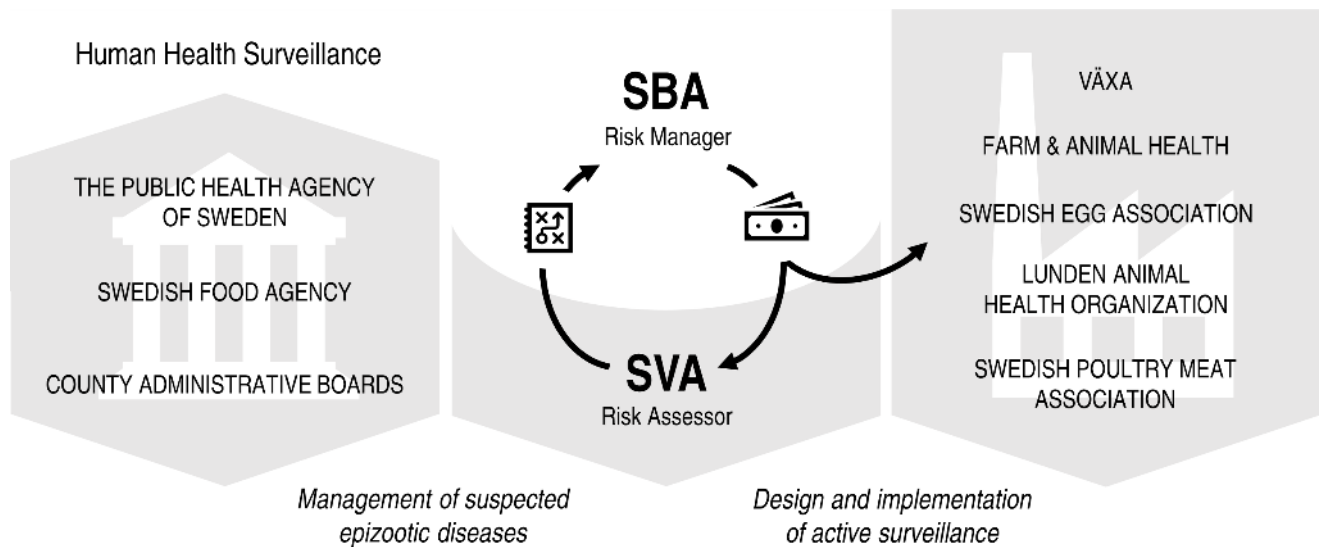 Human Health Surveillance
THE PUBLIC HEALTH AGENCY
OF SWEDEN
SWEDISH FOOD AGENCY
COUNTY ADMINISTRATIVE BOARDS
SBA
Risk Manager
SVA
Risk Assessor
VÄXA
FARM & ANIMAL HEALTH
SWEDISH EGG ASSOCIATION
LUNDEN ANIMAL
HEALTH ORGANIZATION
SWEDISH POULTRY MEAT
ASSOCIATION
Management of suspected
epizootic diseases
Design and implementation
of active surveillance